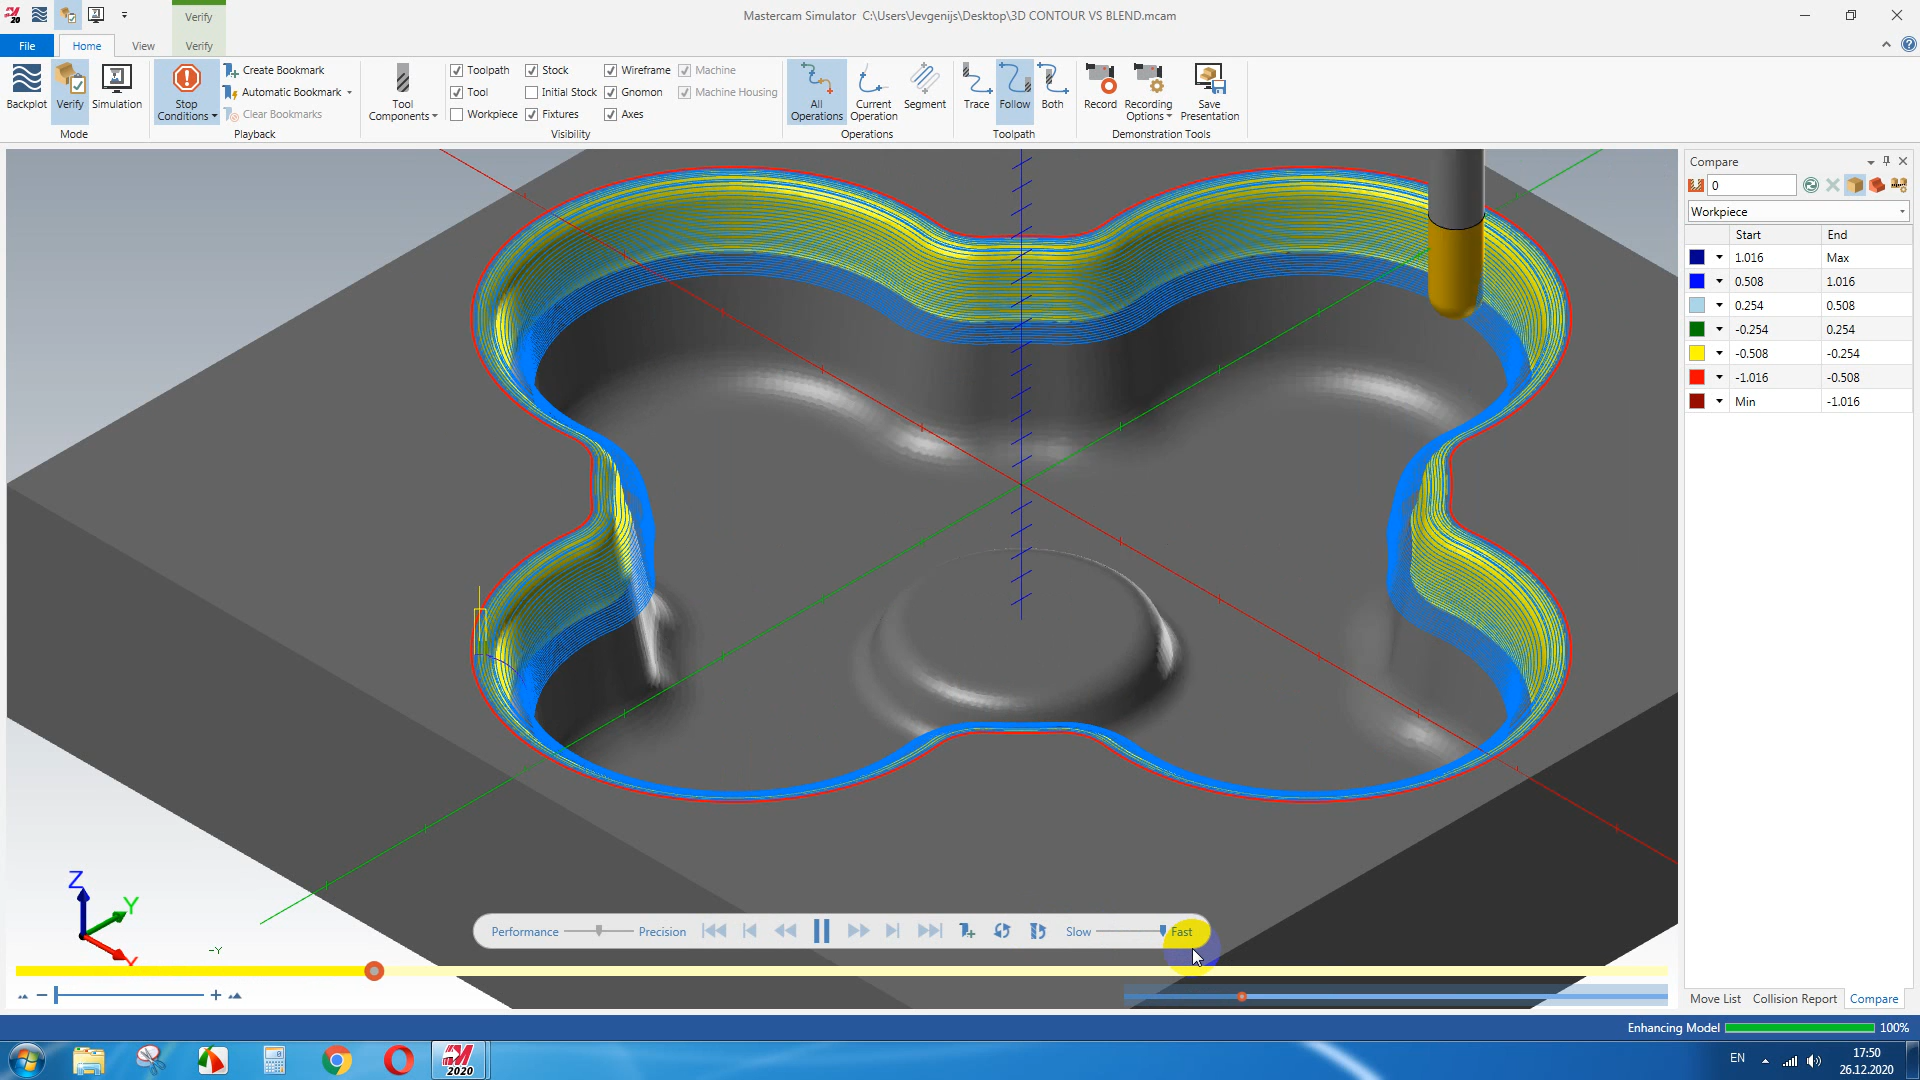 Verify
Mastercam Simulator C:\Users\Jevgenijs\Desktop\3D CONTOUR VS BLEND.mcam
File
Home
View
Verify
Backplot
Verify
Simulation
Mode
Stop Conditions
Create Bookmark
Automatic Bookmark
Clear Bookmarks
Playback
Tool Components
Toolpath
Tool
Workpiece
Stock
Initial Stock
Fixtures
Wireframe
Gnomon
Axes
Machine
Machine Housing
Visibility
All Operations
Current Operation
Segment
Operations
Trace
Follow
Both
Toolpath
Record
Recording Options
Save Presentation
Demonstration Tools
Compare
0
Workpiece
Start End
1.016 Max
0.508 1.016
0.254 0.508
-0.254 0.254
-0.508 -0.254
-1.016 -0.508
Min -1.016
Z
Y
-Y
Performance
Precision
Slow
Fast
Move List
Collision Report
Compare
Enhancing Model
100%
2020
EN
17:50
26.12.2020